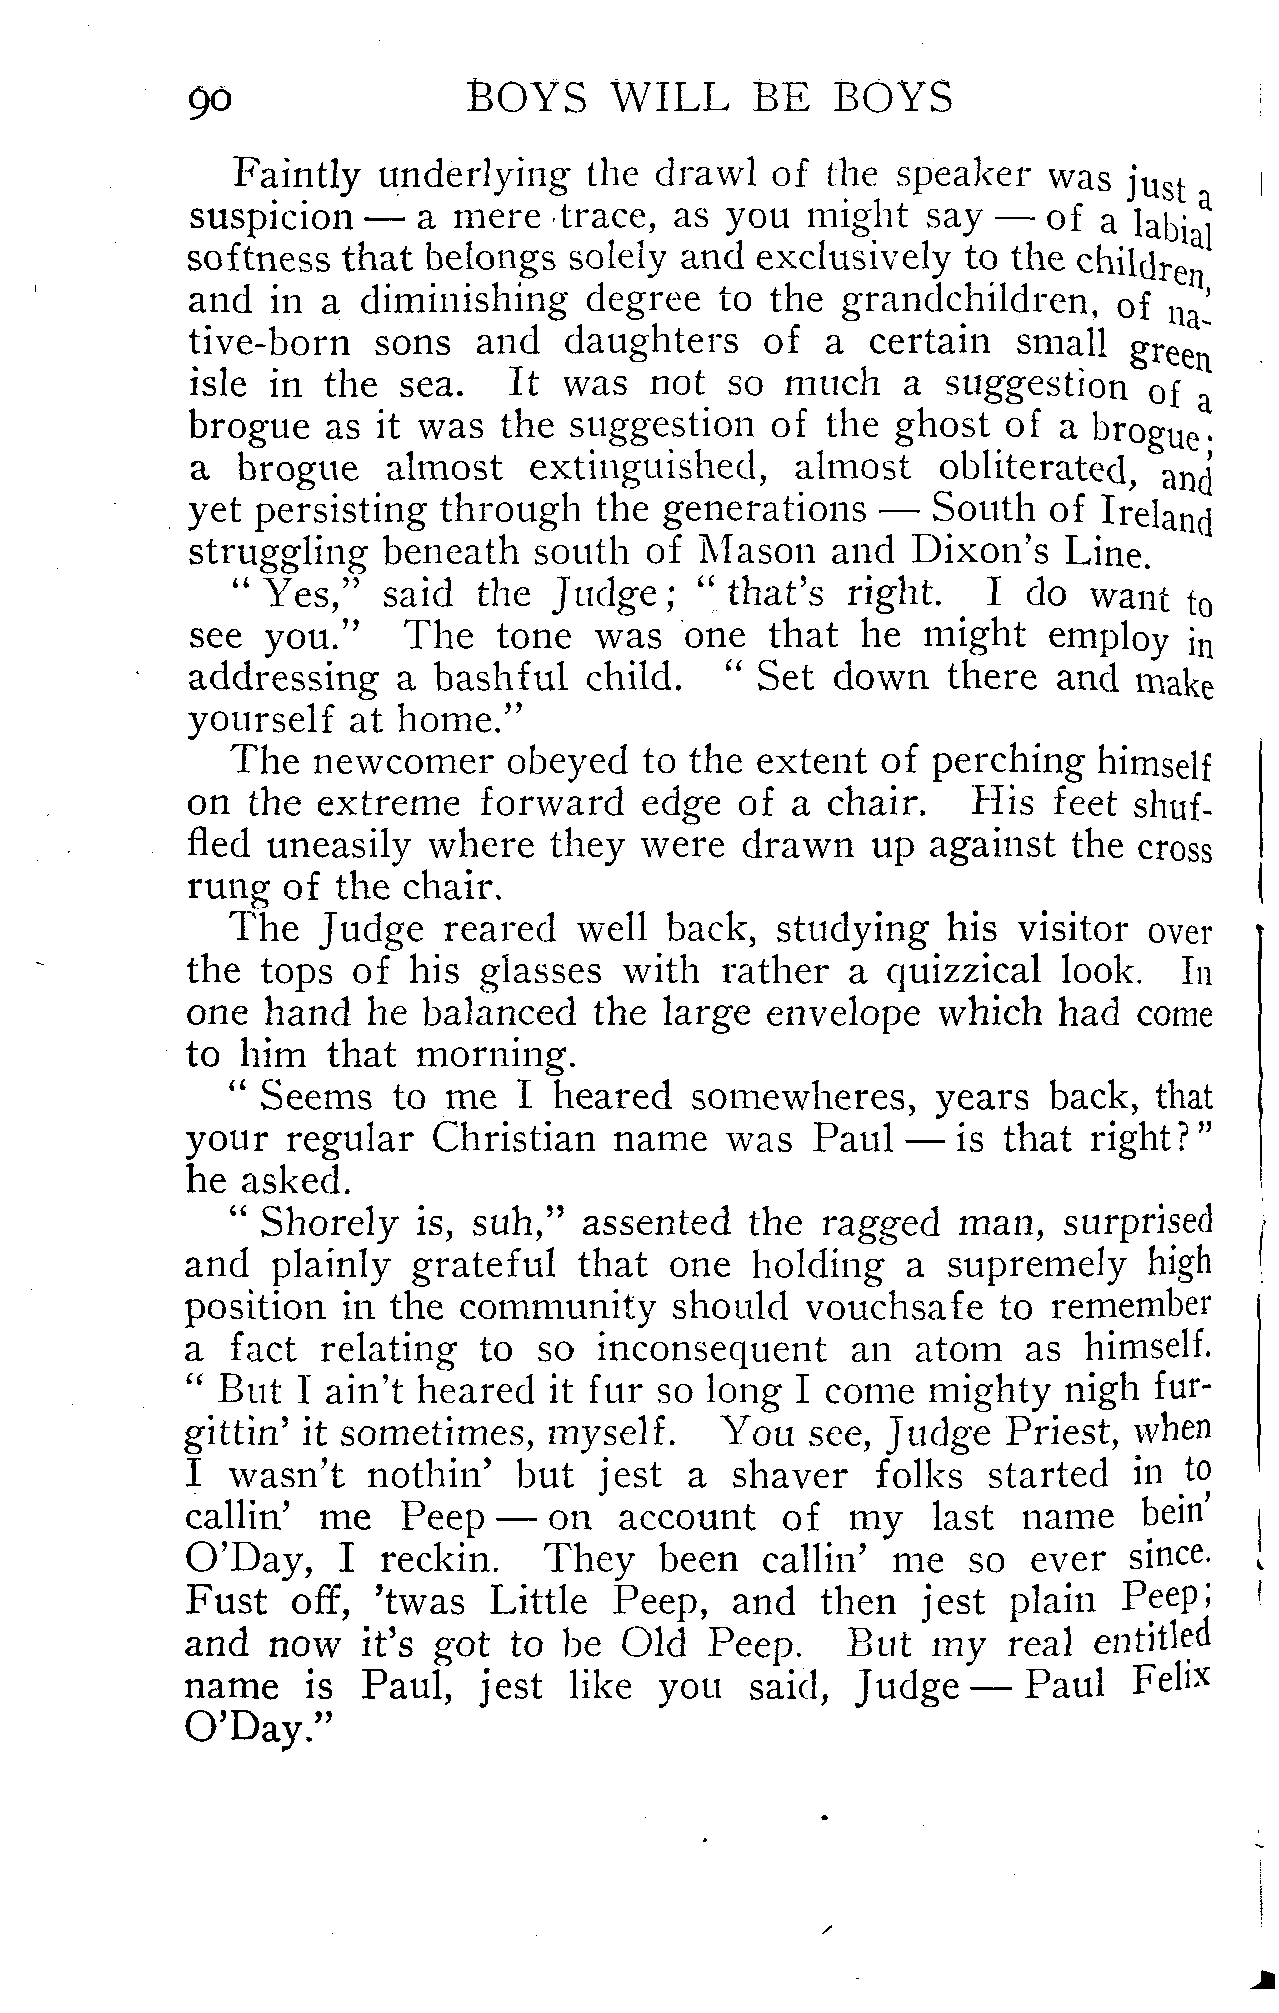 90 BOYS WILL BE BOYS
Faintly underlying the drawl of the speaker was just a
suspicion — a mere trace, as you might say — of a labial
softness that belongs solely and exclusively to the children,
and in a diminishing degree to the grandchildren, of na-
tive-born sons and daughters of a certain small green
isle in the sea. It was not so much a suggestion of a
brogue as it was the suggestion of the ghost of a brogue;
a brogue almost extinguished, almost obliterated, and
yet persisting through the generations — South of Ireland
struggling beneath south of Mason and Dixon's Line.
" Yes," said the Judge; " that's right. I do want to
see you." The tone was one that he might employ in
addressing a bashful child. " Set down there and make
yourself at home."
The newcomer obeyed to the extent of perching himself
on the extreme forward edge of a chair. His feet shuf-
fled uneasily where they were drawn up against the cross
rung of the chair.
The Judge reared well back, studying his visitor over
the tops of his glasses with rather a quizzical look. In
one hand he balanced the large envelope which had come
to him that morning.
" Seems to me I heared somewheres, years back, that
your regular Christian name was Paul — is that right?"
he asked.
" Shorely is, suh," assented the ragged man, surprised
and plainly grateful that one holding a supremely high
position in the community should vouchsafe to remember
a fact relating to so inconsequent an atom as himself.
" But I ain't heared it fur so long I come mighty nigh fur-
gittin' it sometimes, myself. You see, Judge Priest, when
I wasn't nothin' but jest a shaver folks started in to
callin' me Peep — on account of my last name bein'
O'Day, I reckin. They been callin' me so ever since.
Fust off, 'twas Little Peep, and then jest plain Peep;
and now it's got to be Old Peep. But my real entitled
name is Paul, jest like you said, Judge — Paul Felix
O'Day."